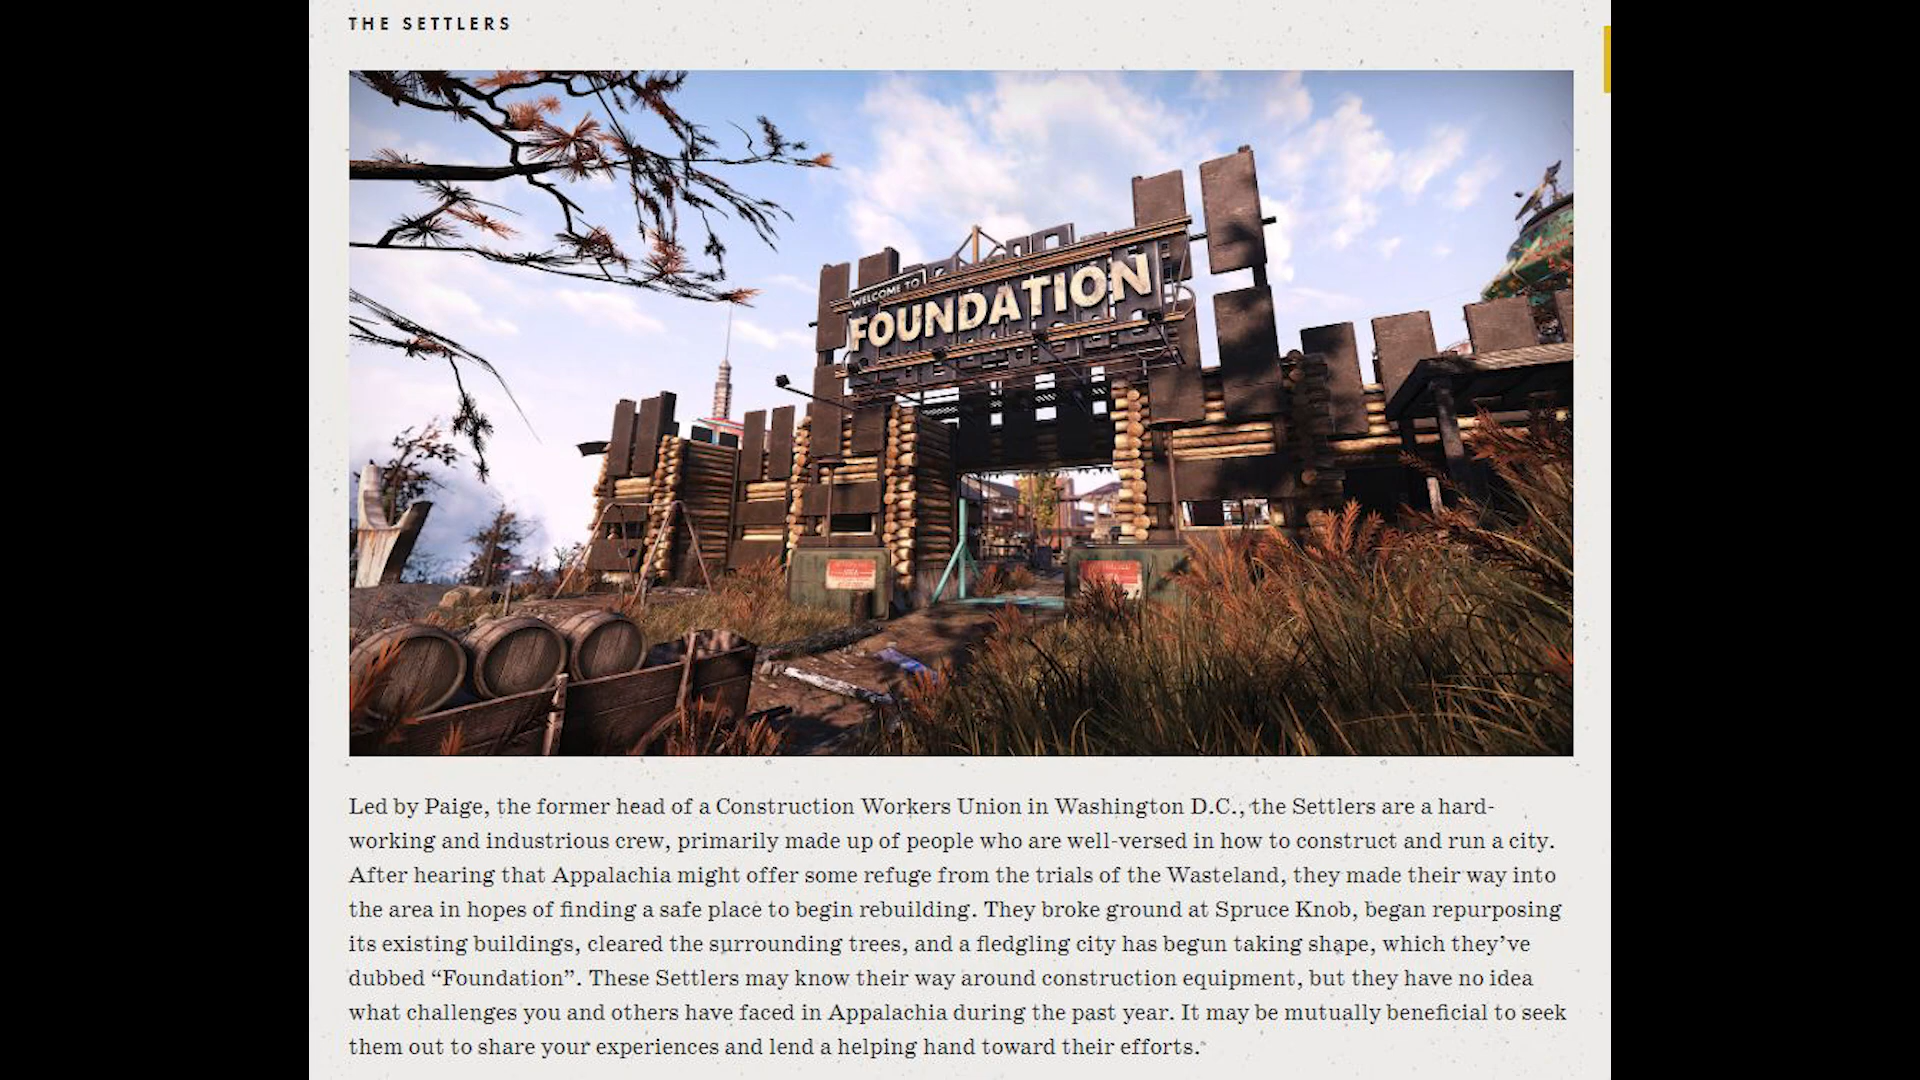 THE SETTLERS
WELCOME TO
FOUNDATION
Led by Paige, the former head of a Construction Workers Union in Washington D.C., the Settlers are a hard-
working and industrious crew, primarily made up of people who are well-versed in how to construct and run a city.
After hearing that Appalachia might offer some refuge from the trials of the Wasteland, they made their way into
the area in hopes of finding a safe place to begin rebuilding. They broke ground at Spruce Knob, began repurposing
its existing buildings, cleared the surrounding trees, and a fledgling city has begun taking shape, which they’ve
dubbed “Foundation”. These Settlers may know their way around construction equipment, but they have no idea
what challenges you and others have faced in Appalachia during the past year. It may be mutually beneficial to seek
them out to share your experiences and lend a helping hand toward their efforts.